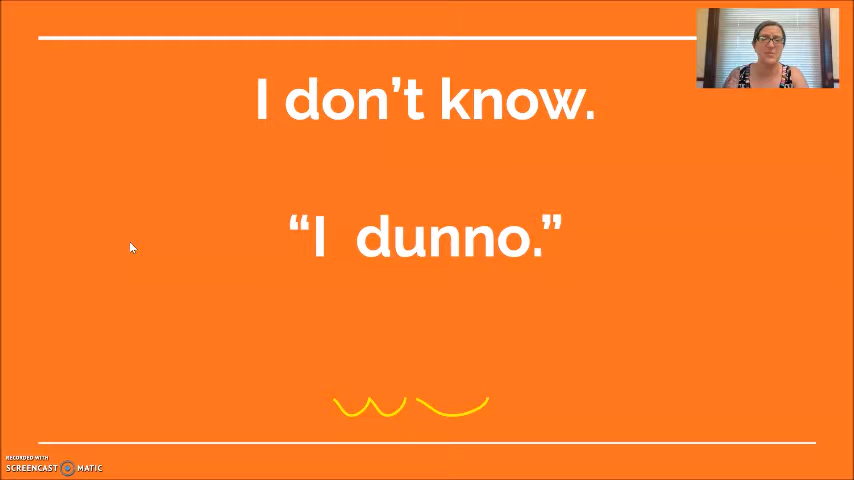 I don’t know.
“I dunno.”
RECORDED WITH
SCREENCAST MATIC